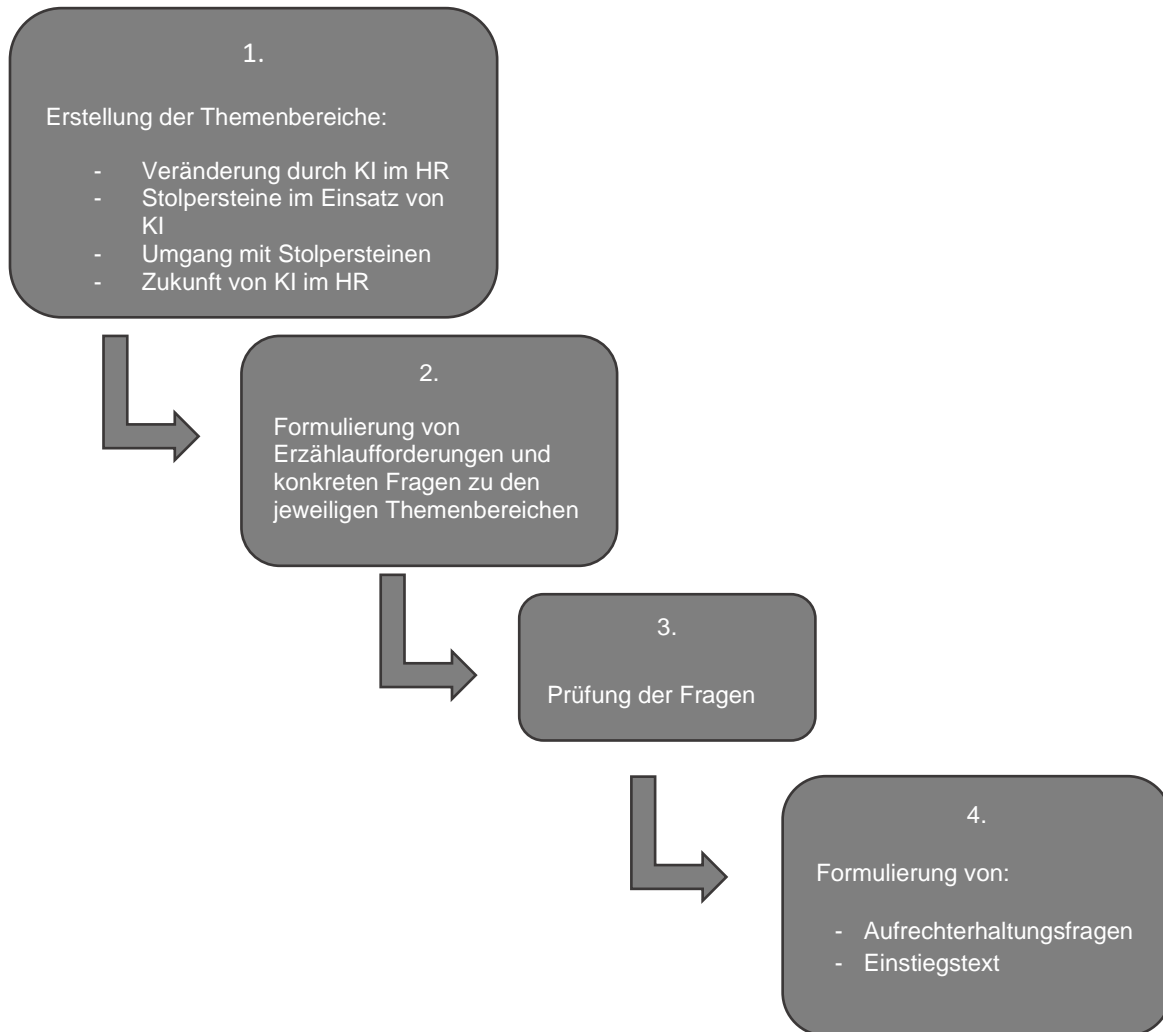 1.
Erstellung der Themenbereiche:
- Veränderung durch KI im HR
- Stolpersteine im Einsatz von
KI
- Umgang mit Stolpersteinen
- Zukunft von KI im HR
2.
Formulierung von
Erzählaufforderungen und
konkreten Fragen zu den
jeweiligen Themenbereichen
3.
Prüfung der Fragen
4.
Formulierung von:
- Aufrechterhaltungsfragen
- Einstiegstext